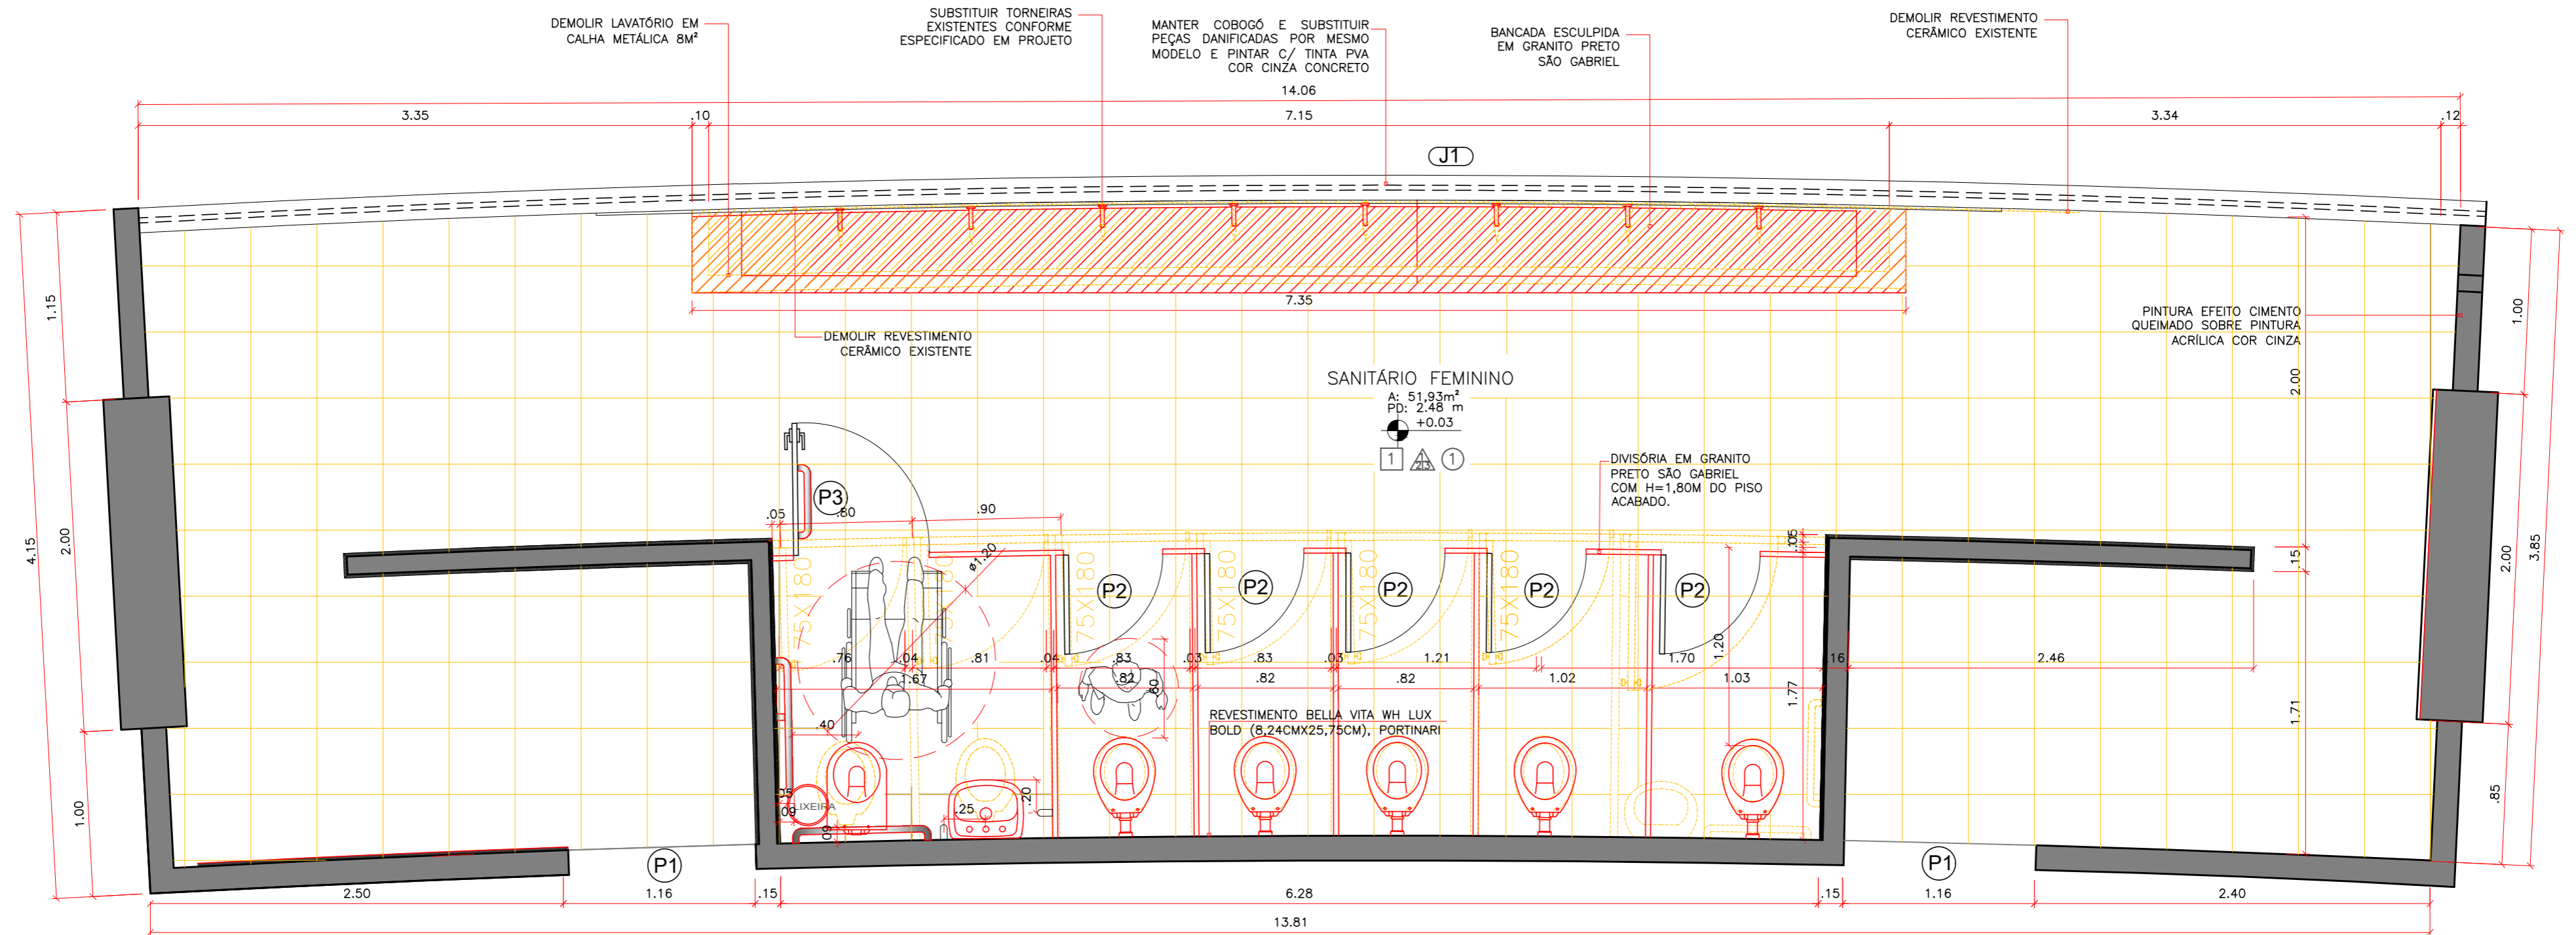 DEMOLIR LAVATÓRIO EM
CALHA METÁLICA 8M²
SUBSTITUIR TORNEIRAS
EXISTENTES CONFORME
ESPECIFICADO EM PROJETO
MANTER COBOGÓ E SUBSTITUIR
PEÇAS DANIFICADAS POR MESMO
MODELO E PINTAR C/ TINTA PVA
COR CINZA CONCRETO
BANCADA ESCULPIDA
EM GRANITO PRETO
SÃO GABRIEL
DEMOLIR REVESTIMENTO
CERÂMICO EXISTENTE
14.06
3.35
.10
7.15
3.34
.12
J1
7.35
1.15
2.00
1.00
4.15
DEMOLIR REVESTIMENTO
CERÂMICO EXISTENTE
PINTURA EFEITO CIMENTO
QUEIMADO SOBRE PINTURA
ACRÍLICA COR CINZA
1.00
2.00
.85
3.85
2.00
.15
1.71
SANITÁRIO FEMININO
A: 51,93m²
PD: 2.48 m
+0.03
1
1
2/3
1
DIVISÓRIA EM GRANITO
PRETO SÃO GABRIEL
COM H=1,80M DO PISO
ACABADO.
P3
.05
.80
.90
.05
ø1.20
75X180
75X180
75X180
75X180
75X180
P2
P2
P2
P2
P2
.76
.04
.81
.04
.83
.03
.83
.03
1.21
1.70
.16
2.46
1.20
1.67
.82
.82
.82
1.02
1.03
1.77
.60
.40
REVESTIMENTO BELLA VITA WH LUX
BOLD (8,24CMX25,75CM), PORTINARI
.05
LIXEIRA
.09
.09
.25
.20
P1
P1
2.50
1.16
.15
6.28
.15
1.16
2.40
13.81